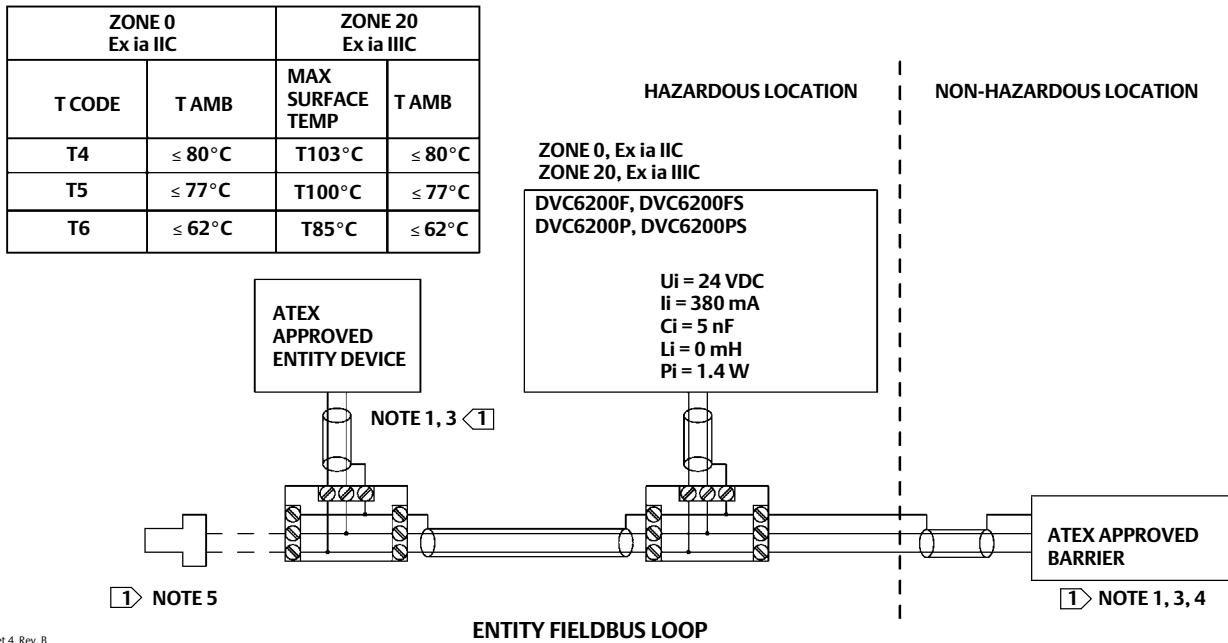 ZONE 0
Ex ia IIC
ZONE 20
Ex ia IIIC
T CODE
T AMB
MAX
SURFACE
TEMP
T AMB
T4
≤ 80°C
T103°C
≤ 80°C
T5
≤ 77°C
T100°C
≤ 77°C
T6
≤ 62°C
T85°C
≤ 62°C
HAZARDOUS LOCATION
NON-HAZARDOUS LOCATION
ZONE 0, Ex ia IIC
ZONE 20, Ex ia IIIC
DVC6200F, DVC6200FS
DVC6200P, DVC6200PS
Ui = 24 VDC
Ii = 380 mA
Ci = 5 nF
Li = 0 mH
Pi = 1.4 W
ATEX
APPROVED
ENTITY DEVICE
NOTE 1, 3 1
ATEX APPROVED
BARRIER
1 NOTE 5
1 NOTE 1, 3, 4
ENTITY FIELDBUS LOOP
4, Rev. B